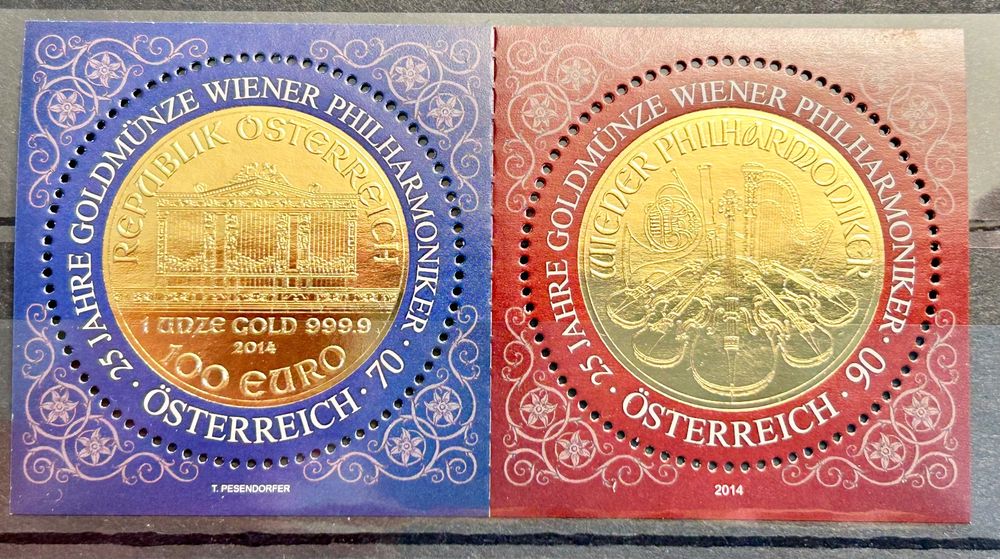 · 25 JAHRE GOLDMÜNZE WIENER PHILHARMONIKER ·
REPUBLIK ÖSTERREICH
1 UNZE GOLD 999.9
2014
100 EURO
ÖSTERREICH · 70
T. PESENDORFER
· 25 JAHRE GOLDMÜNZE WIENER PHILHARMONIKER ·
WIENER PHILHARMONIKER
ÖSTERREICH · 90
2014